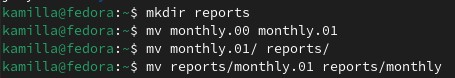 kamilla@fedora:~$ mkdir reports
kamilla@fedora:~$ mv monthly.00 monthly.01
kamilla@fedora:~$ mv monthly.01/ reports/
kamilla@fedora:~$ mv reports/monthly.01 reports/monthly